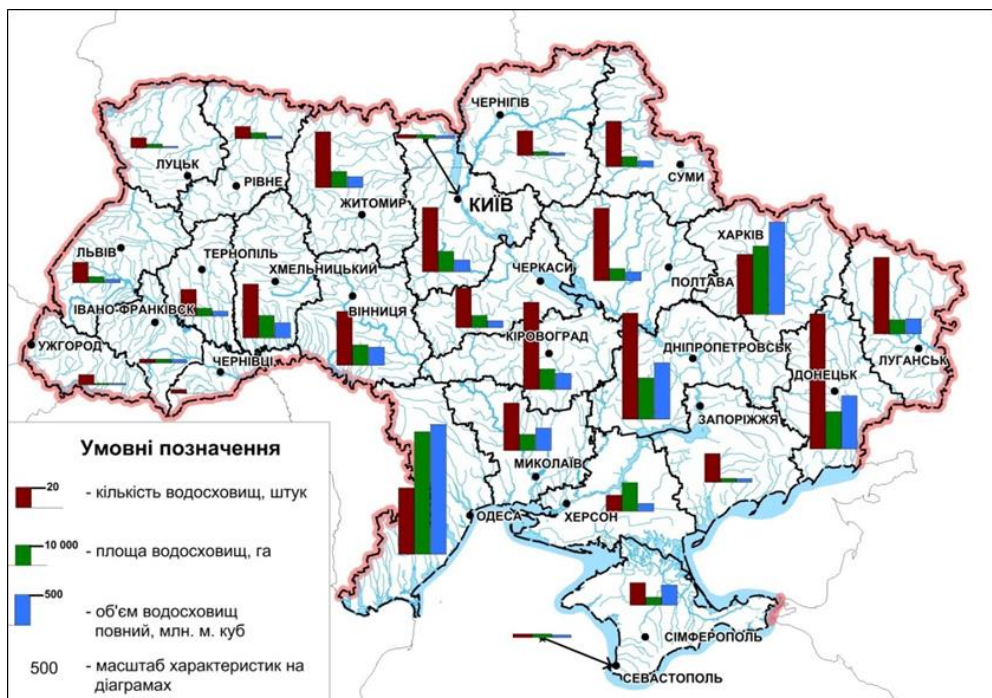 ЧЕРНІГІВ
СУМИ
ЛУЦЬК
РІВНЕ
ЖИТОМИР
КИЇВ
ЛЬВІВ
ТЕРНОПІЛЬ
ХМЕЛЬНИЦЬКИЙ
ЧЕРКАСИ
ХАРКІВ
ПОЛТАВА
ІВАНО-ФРАНКІВСК
ВІННИЦЯ
УЖГОРОД
ЧЕРНІВЦІ
КІРОВОГРАД
ДНІПРОПЕТРОВСЬК
ЛУГАНСЬК
ДОНЕЦЬК
ЗАПОРІЖЖЯ
МИКОЛАЇВ
ОДЕСА
ХЕРСОН
СІМФЕРОПОЛЬ
СЕВАСТОПОЛЬ
Умовні позначення
20
- кількість водосховищ, штук
10 000
- площа водосховищ, га
500
- об'єм водосховищ
повний, млн. м. куб
500 - масштаб характеристик на
діаграмах